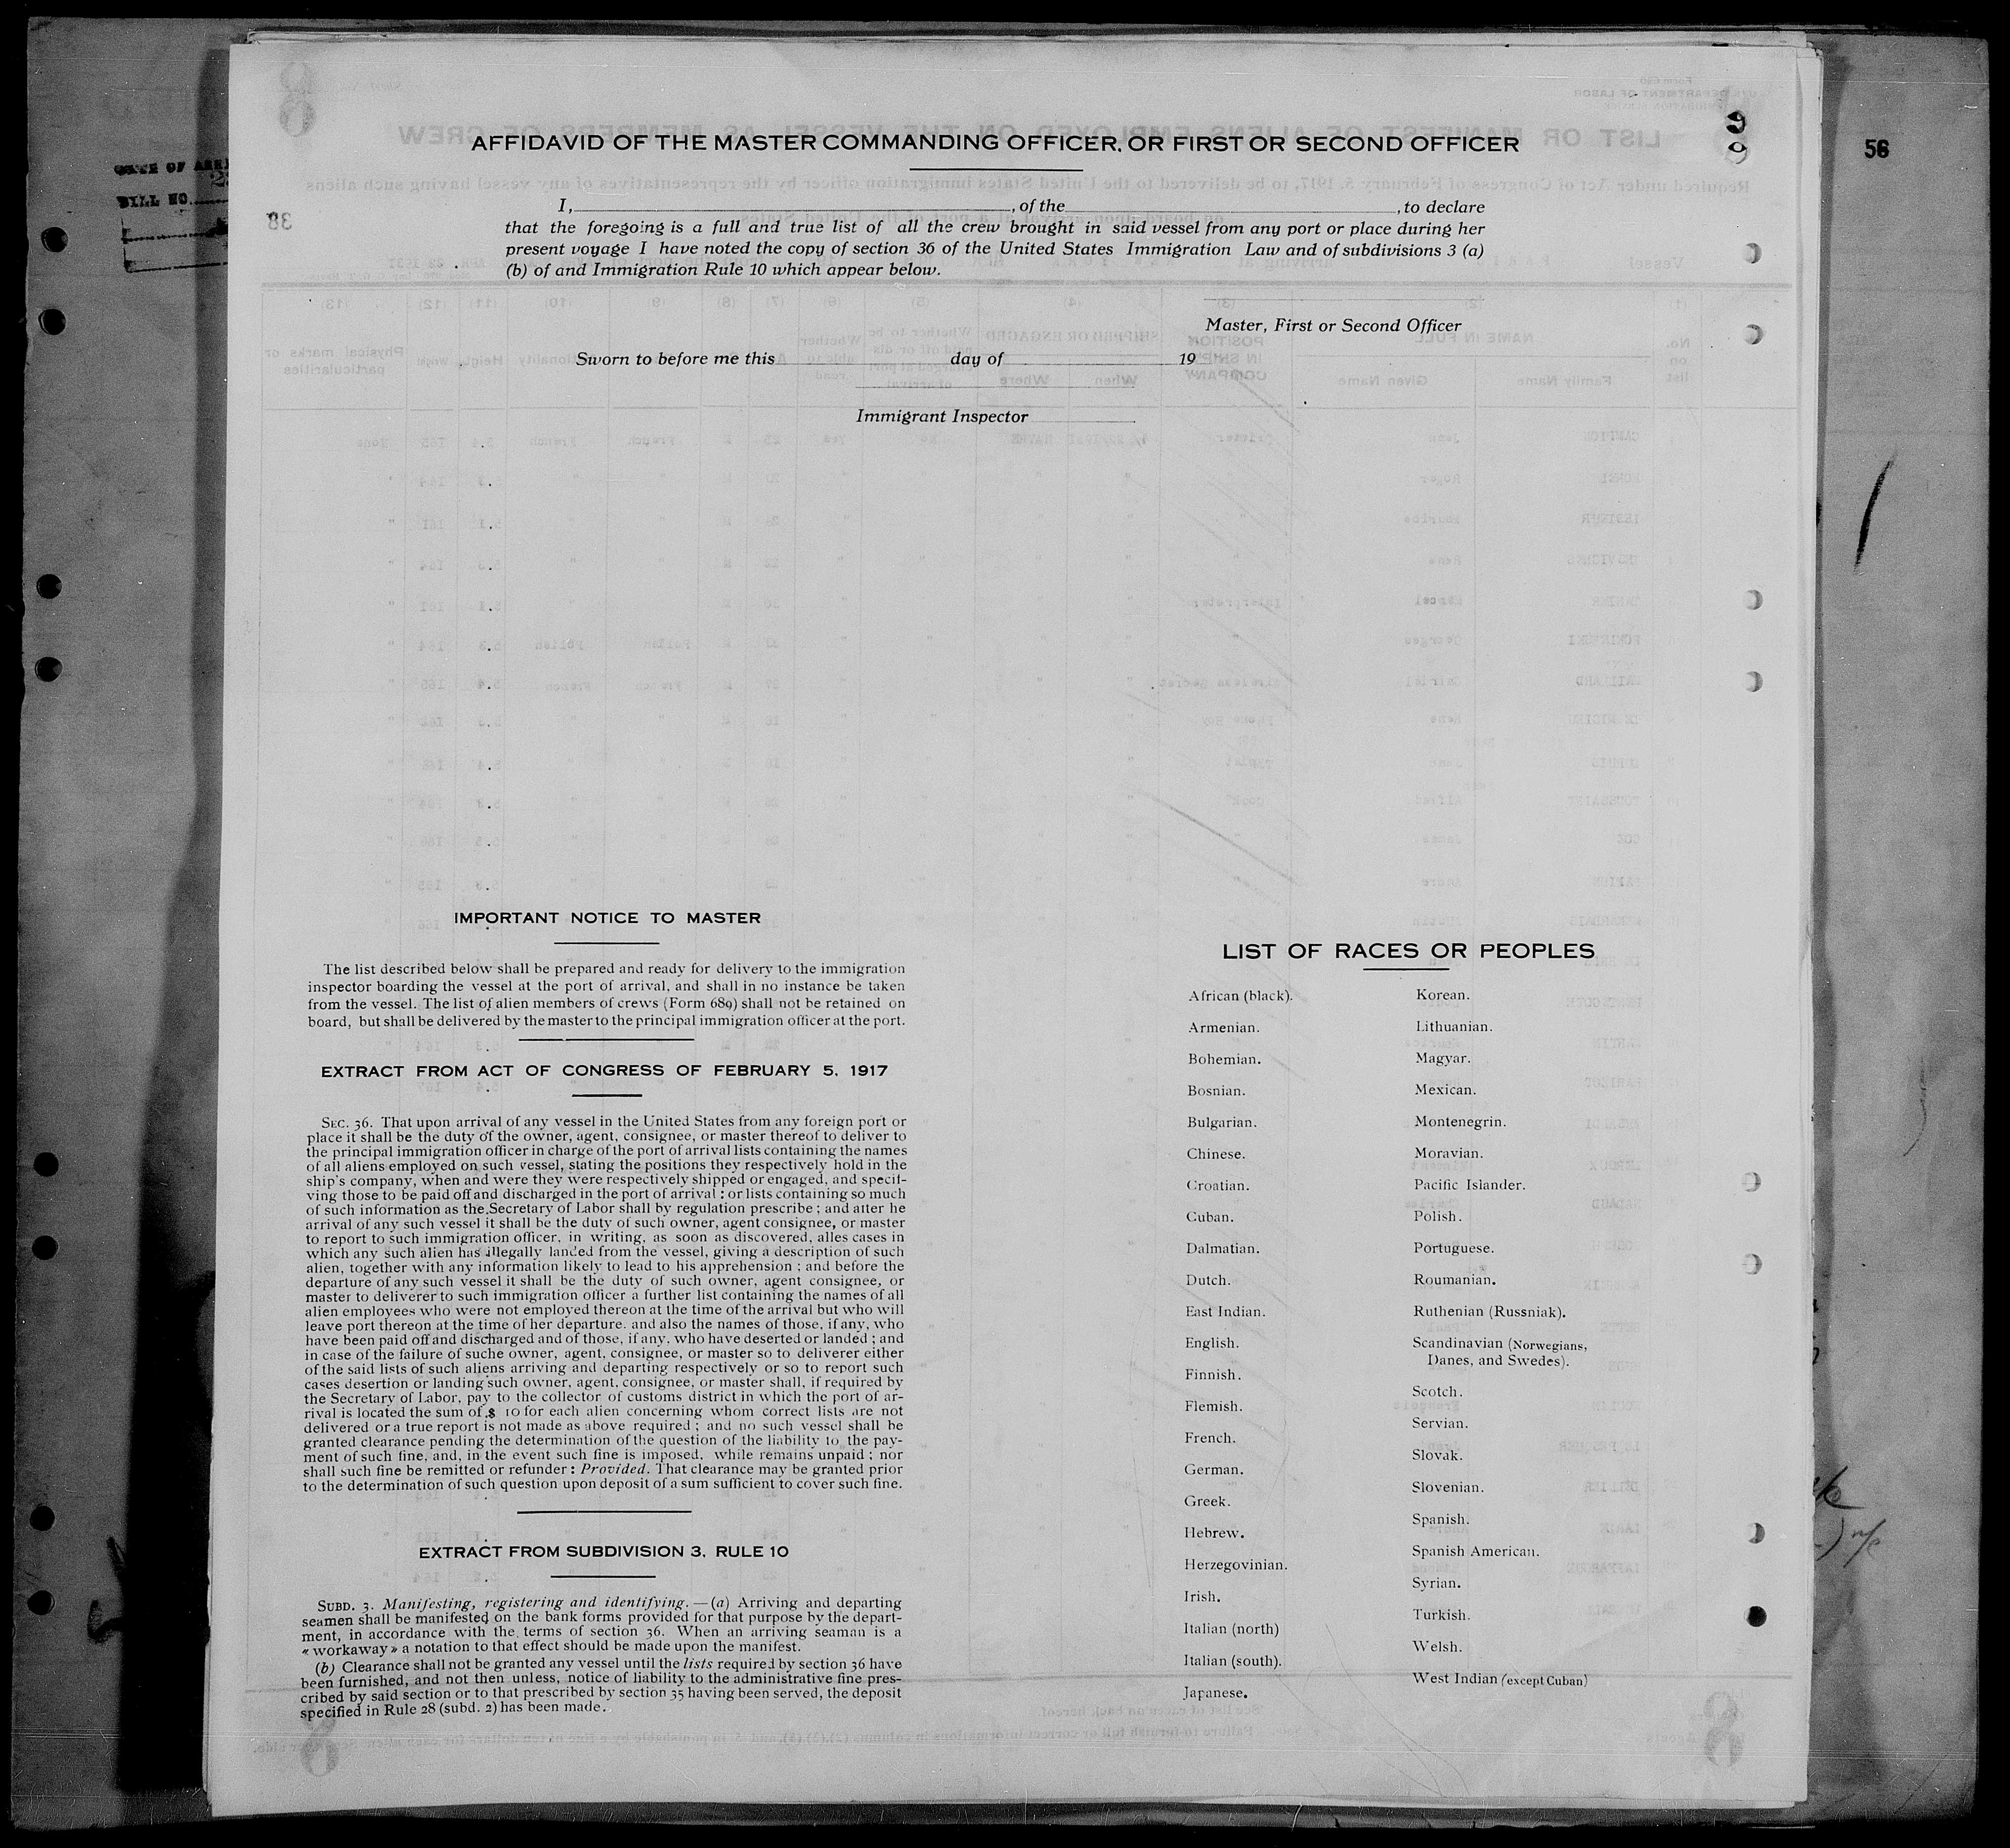 AFFIDAVID OF THE MASTER COMMANDING OFFICER, OR FIRST OR SECOND OFFICER
56
I, , of the , to declare
that the foregoing is a full and true list of all the crew brought in said vessel from any port or place during her
present voyage I have noted the copy of section 36 of the United States Immigration Law and of subdivisions 3 (a)
(b) of and Immigration Rule 10 which appear below.
Master, First or Second Officer
Sworn to before me this day of 19
Immigrant Inspector
IMPORTANT NOTICE TO MASTER
The list described below shall be prepared and ready for delivery to the immigration
inspector boarding the vessel at the port of arrival, and shall in no instance be taken
from the vessel. The list of alien members of crews (Form 689) shall not be retained on
board, but shall be delivered by the master to the principal immigration officer at the port.
EXTRACT FROM ACT OF CONGRESS OF FEBRUARY 5, 1917
SEC. 36. That upon arrival of any vessel in the United States from any foreign port or
place it shall be the duty of the owner, agent, consignee, or master thereof to deliver to
the principal immigration officer in charge of the port of arrival lists containing the names
of all aliens employed on such vessel, stating the positions they respectively hold in the
ship's company, when and were they were respectively shipped or engaged, and specil-
ving those to be paid off and discharged in the port of arrival : or lists containing so much
of such information as the Secretary of Labor shall by regulation prescribe ; and atter he
arrival of any such vessel it shall be the duty of such owner, agent consignee, or master
to report to such immigration officer, in writing, as soon as discovered, alles cases in
which any such alien has illegally landed from the vessel, giving a description of such
alien, together with any information likely to lead to his apprehension ; and before the
departure of any such vessel it shall be the duty of such owner, agent consignee, or
master to deliverer to such immigration officer a further list containing the names of all
alien employees who were not employed thereon at the time of the arrival but who will
leave port thereon at the time of her departure. and also the names of those, if any, who
have been paid off and discharged and of those, if any. who have deserted or landed ; and
in case of the failure of suche owner, agent, consignee, or master so to deliverer either
of the said lists of such aliens arriving and departing respectively or so to report such
cases desertion or landing such owner, agent, consignee, or master shall, if required by
the Secretary of Labor, pay to the collector of customs district in which the port of ar-
rival is located the sum of $ 10 for each alien concerning whom correct lists are not
delivered or a true report is not made as above required ; and no such vessel shall be
granted clearance pending the determination of the question of the liability to the pay-
ment of such fine, and, in the event such fine is imposed, while remains unpaid ; nor
shall such fine be remitted or refunder : Provided. That clearance may be granted prior
to the determination of such question upon deposit of a sum sufficient to cover such fine.
EXTRACT FROM SUBDIVISION 3, RULE 10
SUBD. 3. Manifesting, registering and identifying. — (a) Arriving and departing
seamen shall be manifested on the bank forms provided for that purpose by the depart-
ment, in accordance with the terms of section 36. When an arriving seaman is a
« workaway » a notation to that effect should be made upon the manifest.
(b) Clearance shall not be granted any vessel until the lists required by section 36 have
been furnished, and not then unless, notice of liability to the administrative fine pres-
cribed by said section or to that prescribed by section 35 having been served, the deposit
specified in Rule 28 (subd. 2) has been made.
LIST OF RACES OR PEOPLES
African (black).
Armenian.
Bohemian.
Bosnian.
Bulgarian.
Chinese.
Croatian.
Cuban.
Dalmatian.
Dutch.
East Indian.
English.
Finnish.
Flemish.
French.
German.
Greek.
Hebrew.
Herzegovinian.
Irish.
Italian (north)
Italian (south).
Japanese.
Korean.
Lithuanian.
Magyar.
Mexican.
Montenegrin.
Moravian.
Pacific Islander.
Polish.
Portuguese.
Roumanian.
Ruthenian (Russniak).
Scandinavian (Norwegians,
Danes, and Swedes).
Scotch.
Servian.
Slovak.
Slovenian.
Spanish.
Spanish American.
Syrian.
Turkish.
Welsh.
West Indian (except Cuban)